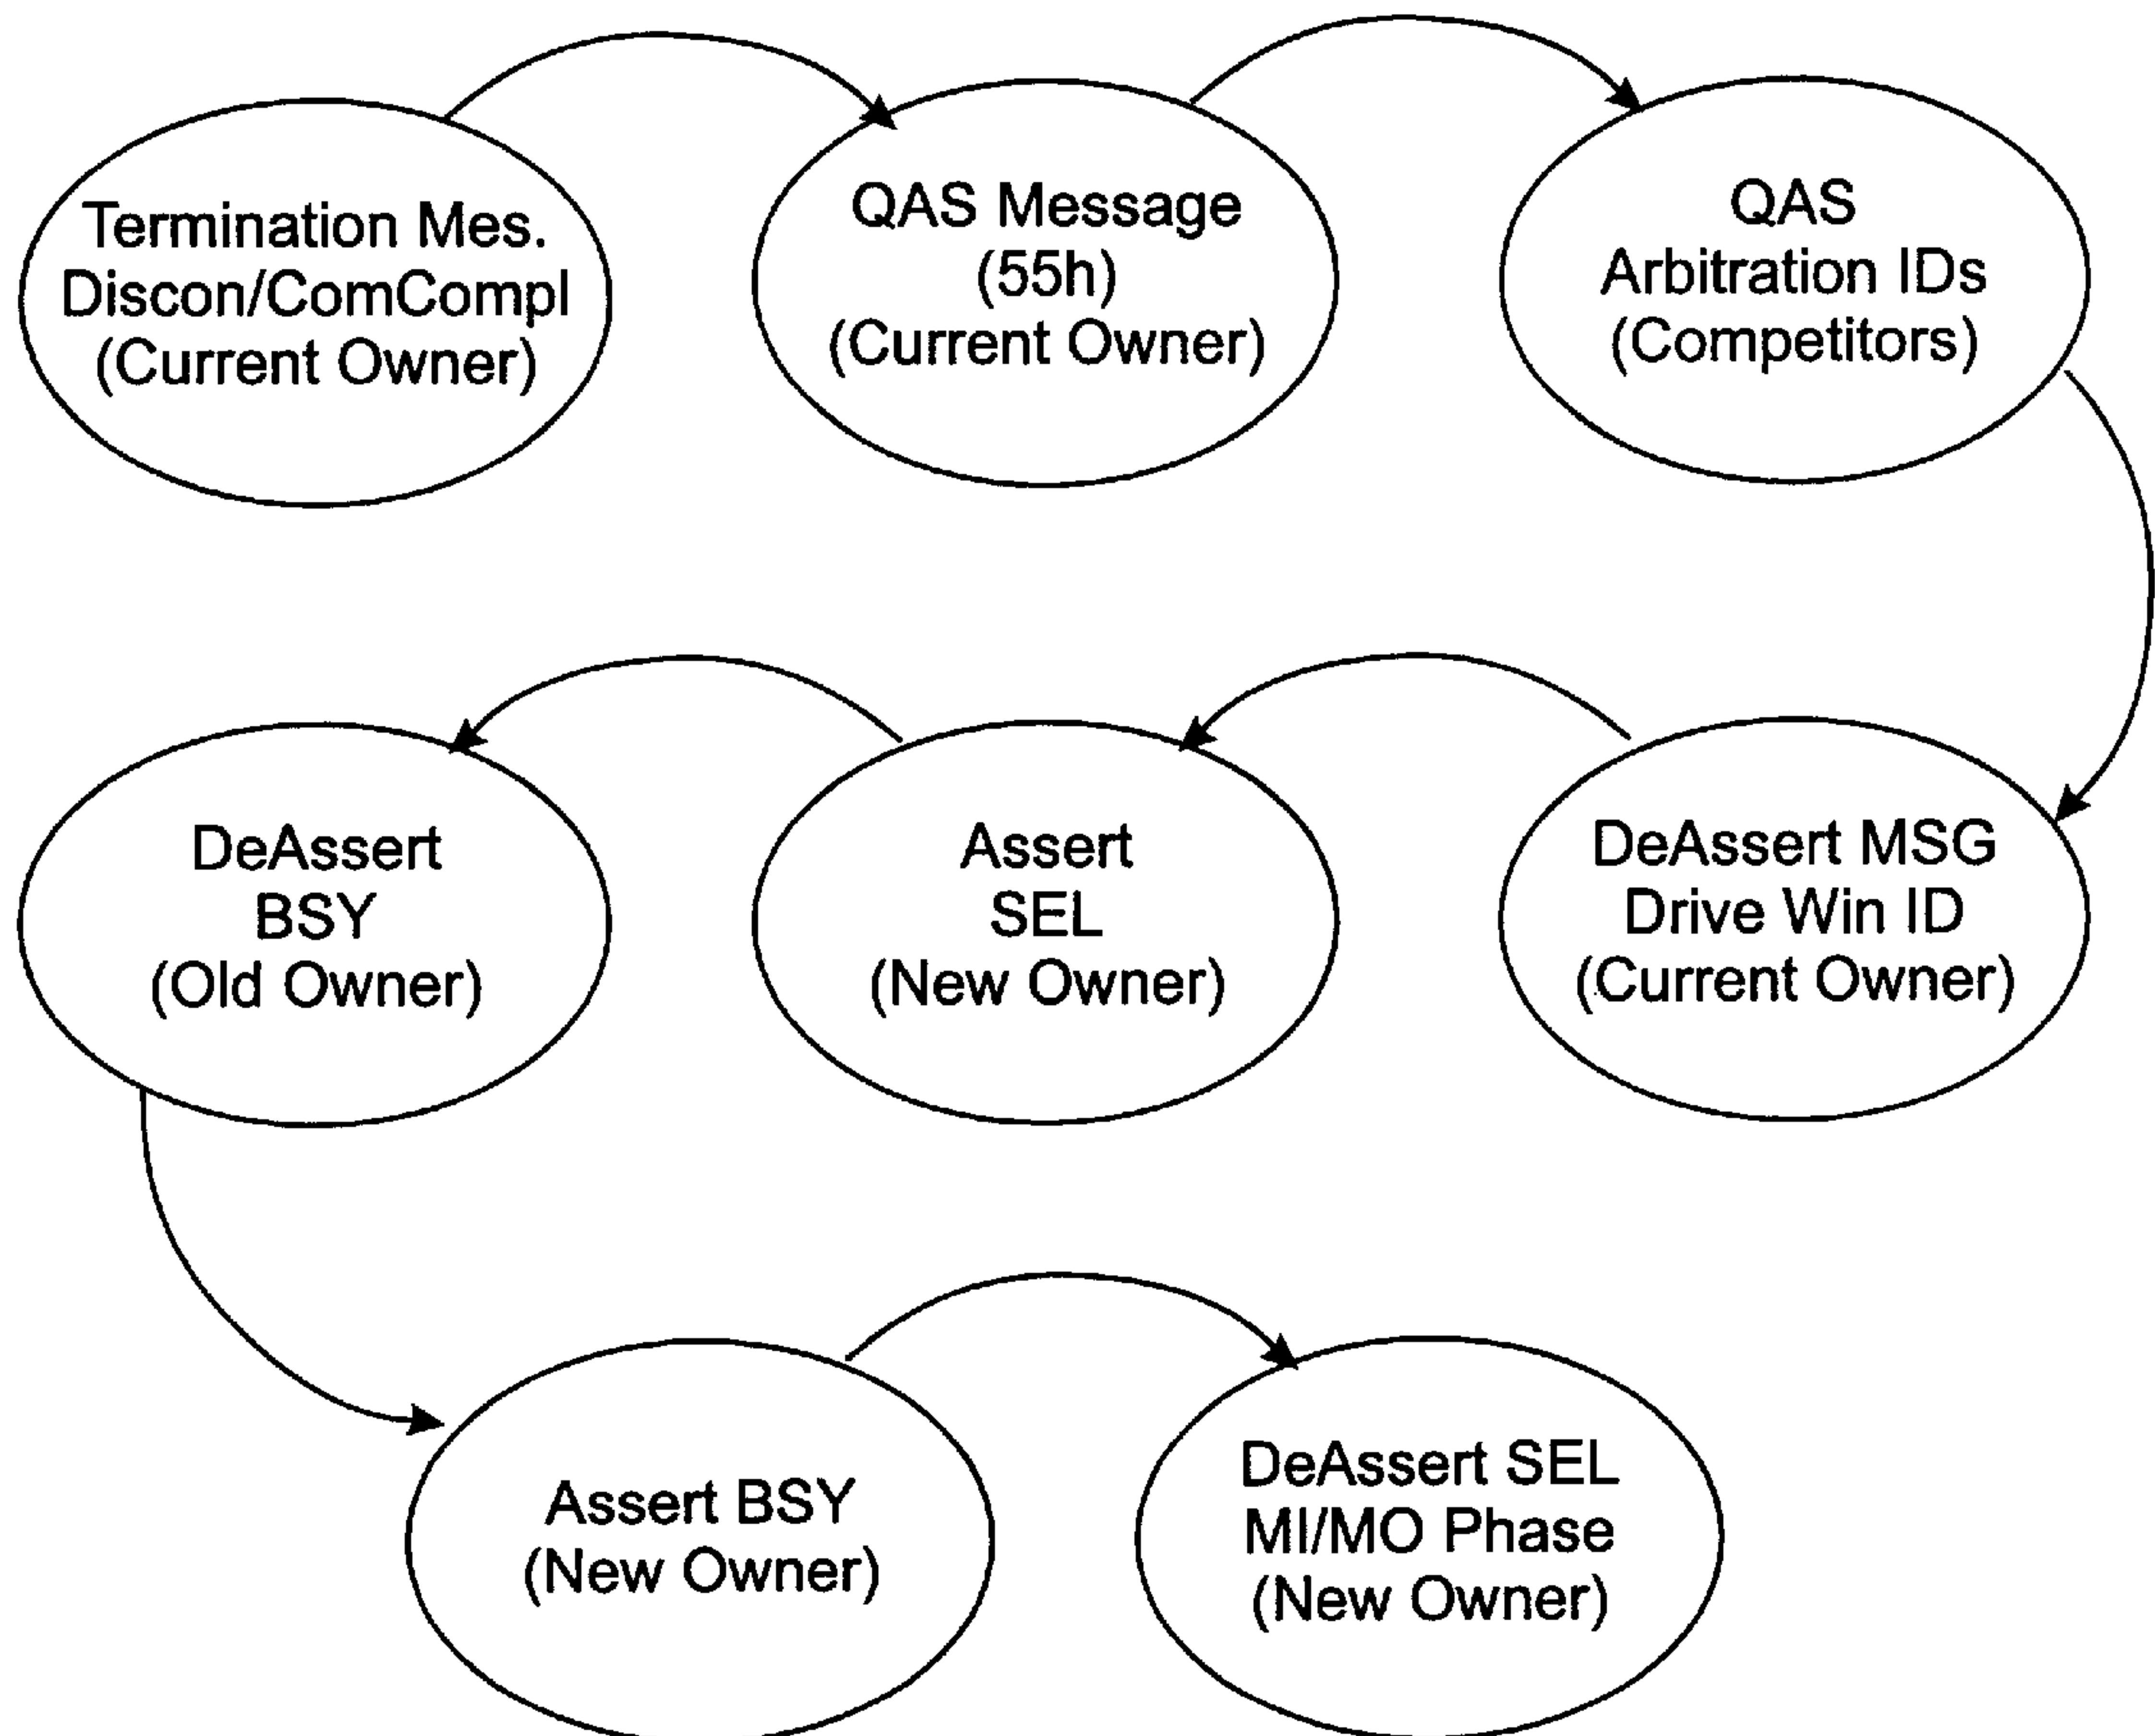 Termination Mes.
Discon/ComCompl
(Current Owner)
QAS Message
(55h)
(Current Owner)
QAS
Arbitration IDs
(Competitors)
DeAssert
BSY
(Old Owner)
Assert
SEL
(New Owner)
DeAssert MSG
Drive Win ID
(Current Owner)
Assert BSY
(New Owner)
DeAssert SEL
MI/MO Phase
(New Owner)